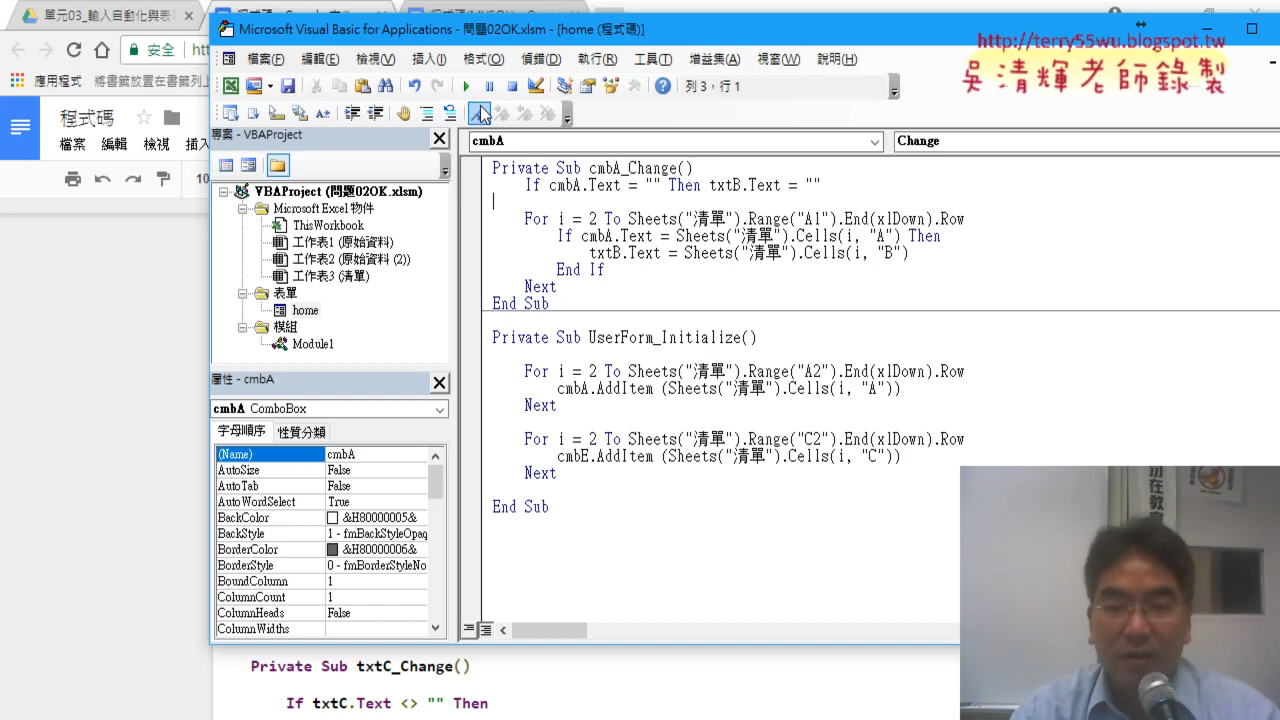 單元03_輸入自動化與表
程式碼
Microsoft Visual Basic for Applications - 問題02OK.xlsm - [home (程式碼)]
http://terry55wu.blogspot.tw
吳清輝老師錄製
安全
檔案(F) 編輯(E) 檢視(V) 插入(I) 格式(O) 偵錯(D) 執行(R) 工具(T) 增益集(A) 視窗(W) 說明(H)
應用程式 將書籤放置在書籤列上
列 3，行 1
程式碼
檔案 編輯 檢視 插入
專案 - VBAProject
cmbA
Change
VBAProject (問題02OK.xlsm)
Microsoft Excel 物件
ThisWorkbook
工作表1 (原始資料)
工作表2 (原始資料 (2))
工作表3 (清單)
表單
home
模組
Module1
屬性 - cmbA
cmbA ComboBox
字母順序 性質分類
(Name) cmbA
AutoSize False
AutoTab False
AutoWordSelect True
BackColor &H80000005&
BackStyle 1 - fmBackStyleOpaq
BorderColor &H80000006&
BorderStyle 0 - fmBorderStyleNo
BoundColumn 1
ColumnCount 1
ColumnHeads False
ColumnWidths
Private Sub cmbA_Change()
If cmbA.Text = "" Then txtB.Text = ""
For i = 2 To Sheets("清單").Range("A1").End(xlDown).Row
If cmbA.Text = Sheets("清單").Cells(i, "A") Then
txtB.Text = Sheets("清單").Cells(i, "B")
End If
Next
End Sub
Private Sub UserForm_Initialize()
For i = 2 To Sheets("清單").Range("A2").End(xlDown).Row
cmbA.AddItem (Sheets("清單").Cells(i, "A"))
Next
For i = 2 To Sheets("清單").Range("C2").End(xlDown).Row
cmbE.AddItem (Sheets("清單").Cells(i, "C"))
Next
End Sub
Private Sub txtC_Change()
If txtC.Text <> "" Then